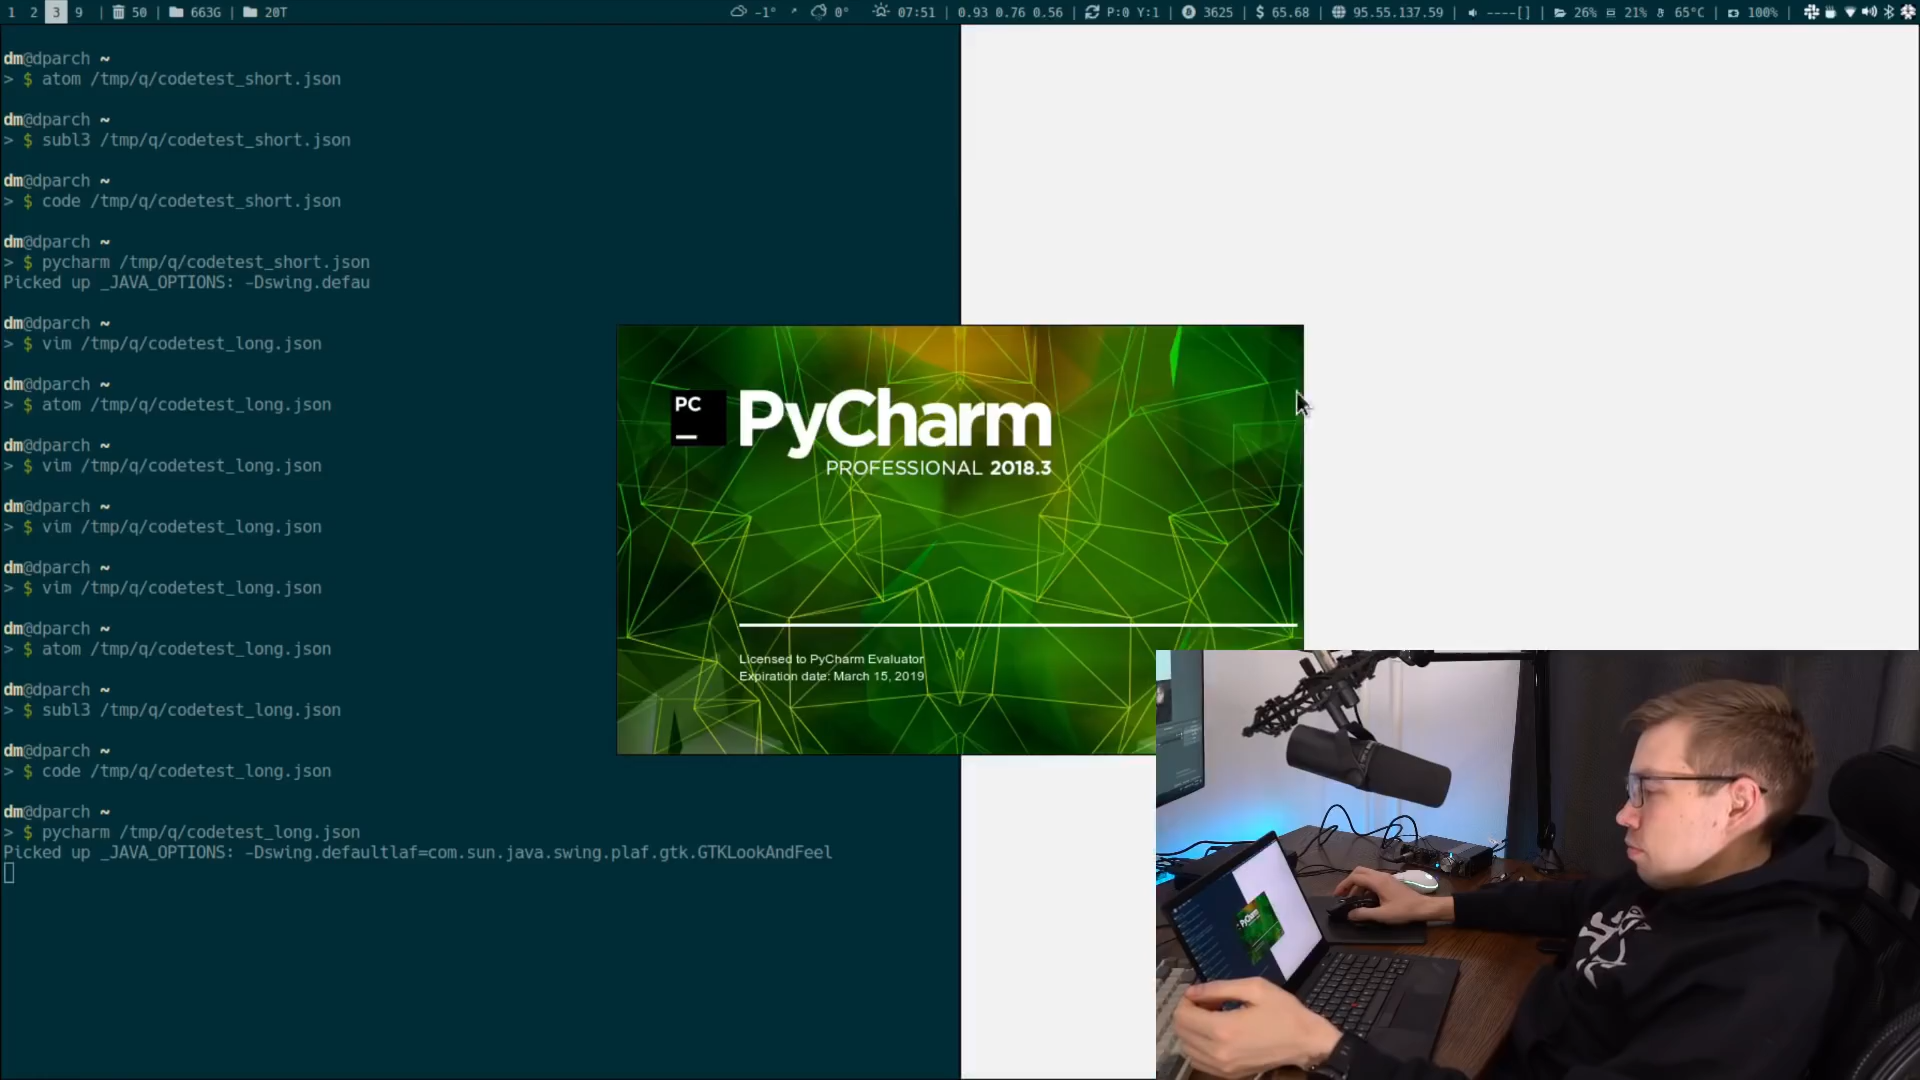 1 2 3 9 | 50 | 663G | 20T
-1° ↗ 0° 07:51 | 0.93 0.76 0.56 | P:0 Y:1 | 3625 | $ 65.68 | 95.55.137.59 | ----[] | 26% 21% 65°C | 100% |
dm@dparch ~
> $ atom /tmp/q/codetest_short.json
dm@dparch ~
> $ subl3 /tmp/q/codetest_short.json
dm@dparch ~
> $ code /tmp/q/codetest_short.json
dm@dparch ~
> $ pycharm /tmp/q/codetest_short.json
Picked up _JAVA_OPTIONS: -Dswing.defau
dm@dparch ~
> $ vim /tmp/q/codetest_long.json
dm@dparch ~
> $ atom /tmp/q/codetest_long.json
dm@dparch ~
> $ vim /tmp/q/codetest_long.json
dm@dparch ~
> $ vim /tmp/q/codetest_long.json
dm@dparch ~
> $ vim /tmp/q/codetest_long.json
dm@dparch ~
> $ atom /tmp/q/codetest_long.json
dm@dparch ~
> $ subl3 /tmp/q/codetest_long.json
dm@dparch ~
> $ code /tmp/q/codetest_long.json
dm@dparch ~
> $ pycharm /tmp/q/codetest_long.json
Picked up _JAVA_OPTIONS: -Dswing.defaultlaf=com.sun.java.swing.plaf.gtk.GTKLookAndFeel
PC
PyCharm
PROFESSIONAL 2018.3
Licensed to PyCharm Evaluator
Expiration date: March 15, 2019